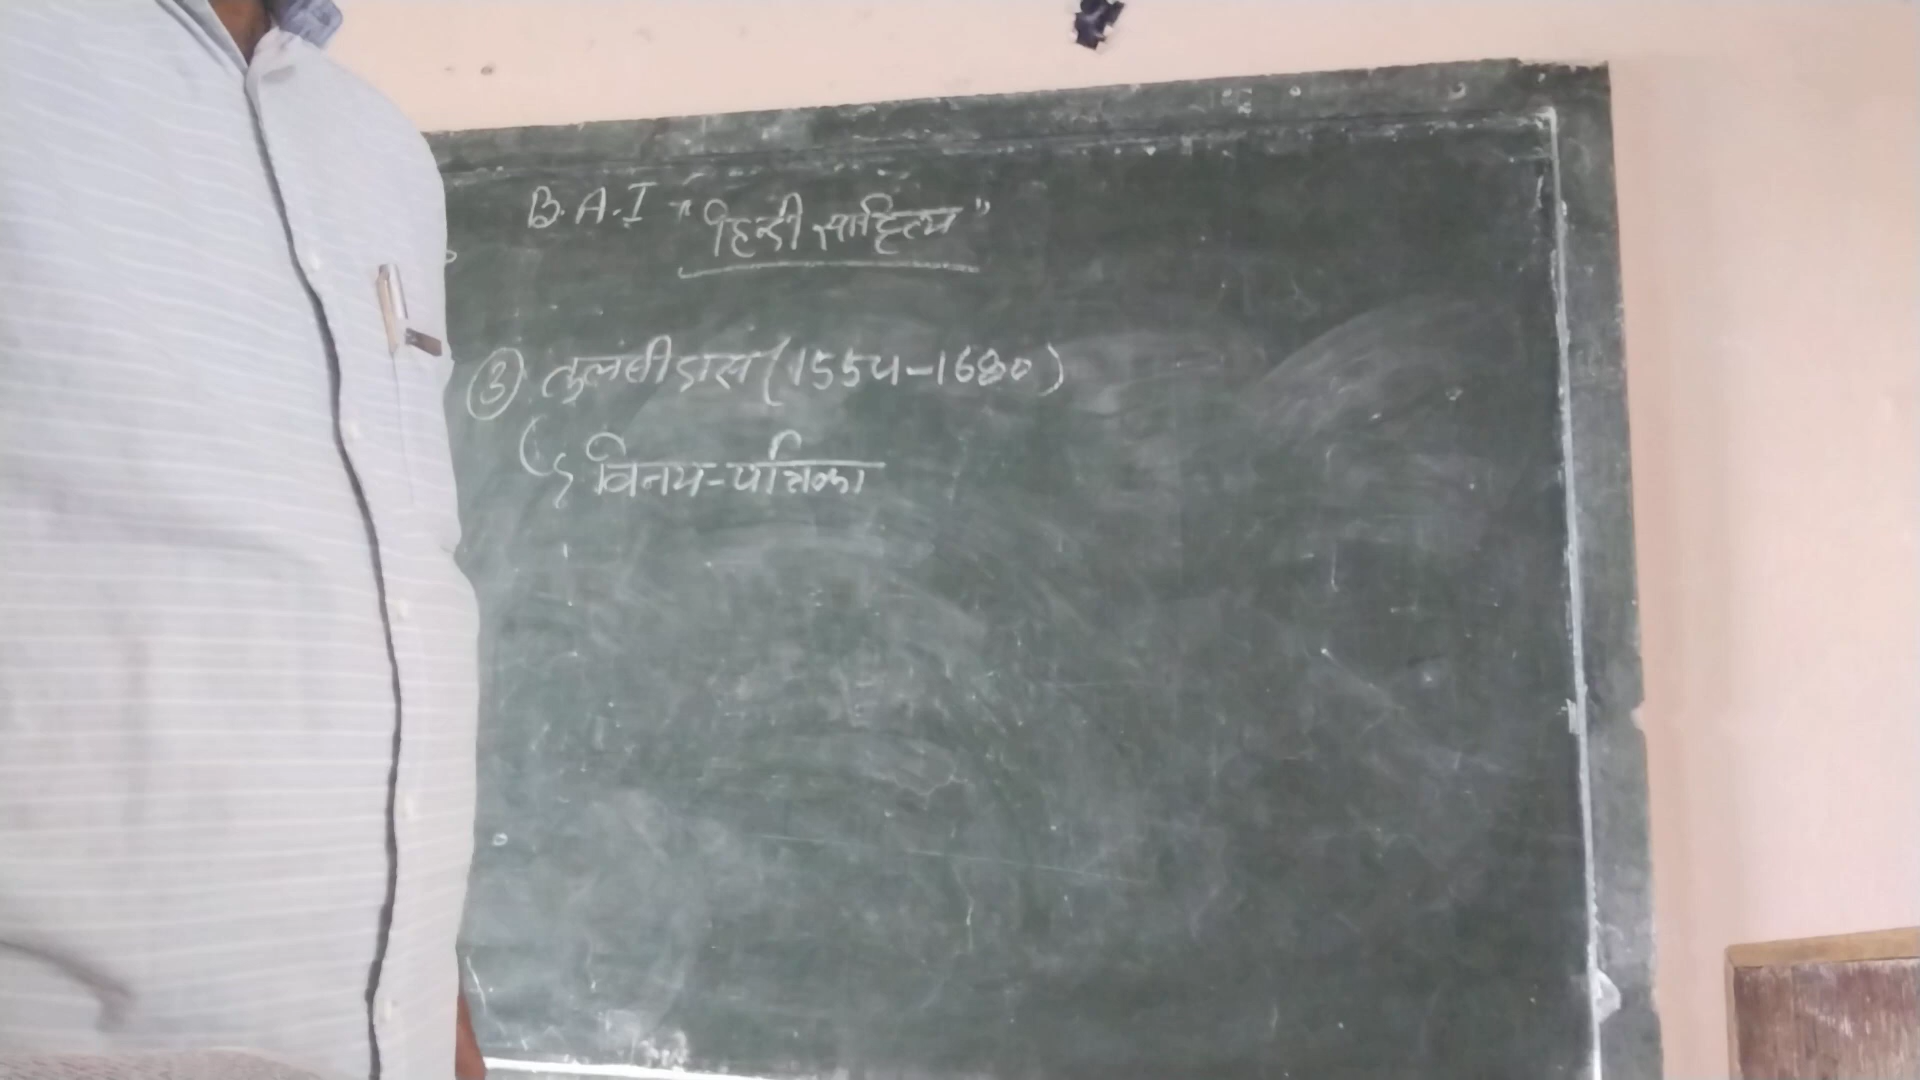 B.A.I - "हिन्दी साहित्य"
③ तुलसीदास (1554-1680)
विनय-पत्रिका